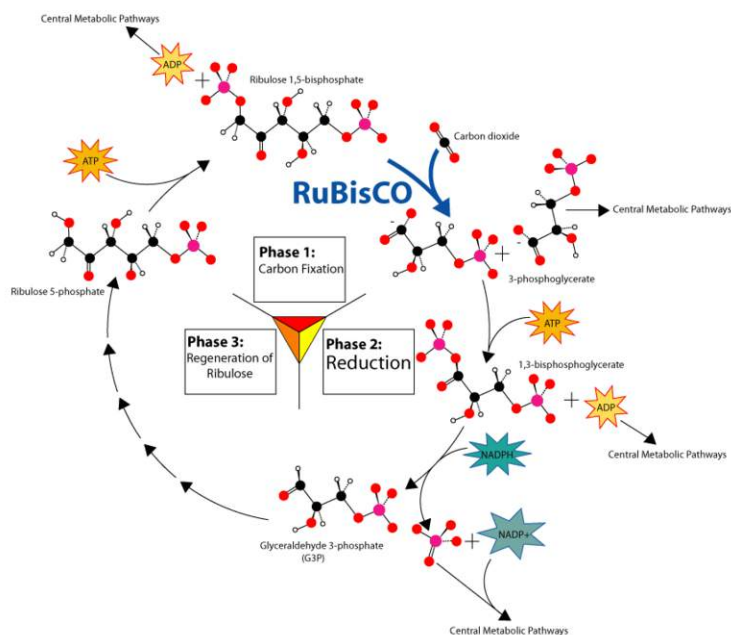 Central Metabolic Pathways
ADP
+
Ribulose 1,5-bisphosphate
Carbon dioxide
ATP
RuBisCO
Central Metabolic Pathways
-
+
-
Phase 1:
Carbon Fixation
3-phosphoglycerate
Ribulose 5-phosphate
ATP
Phase 3:
Regeneration of
Ribulose
Phase 2:
Reduction
1,3-bisphosphoglycerate
+
ADP
NADPH
Central Metabolic Pathways
Glyceraldehyde 3-phosphate
(G3P)
+
NADP+
Central Metabolic Pathways